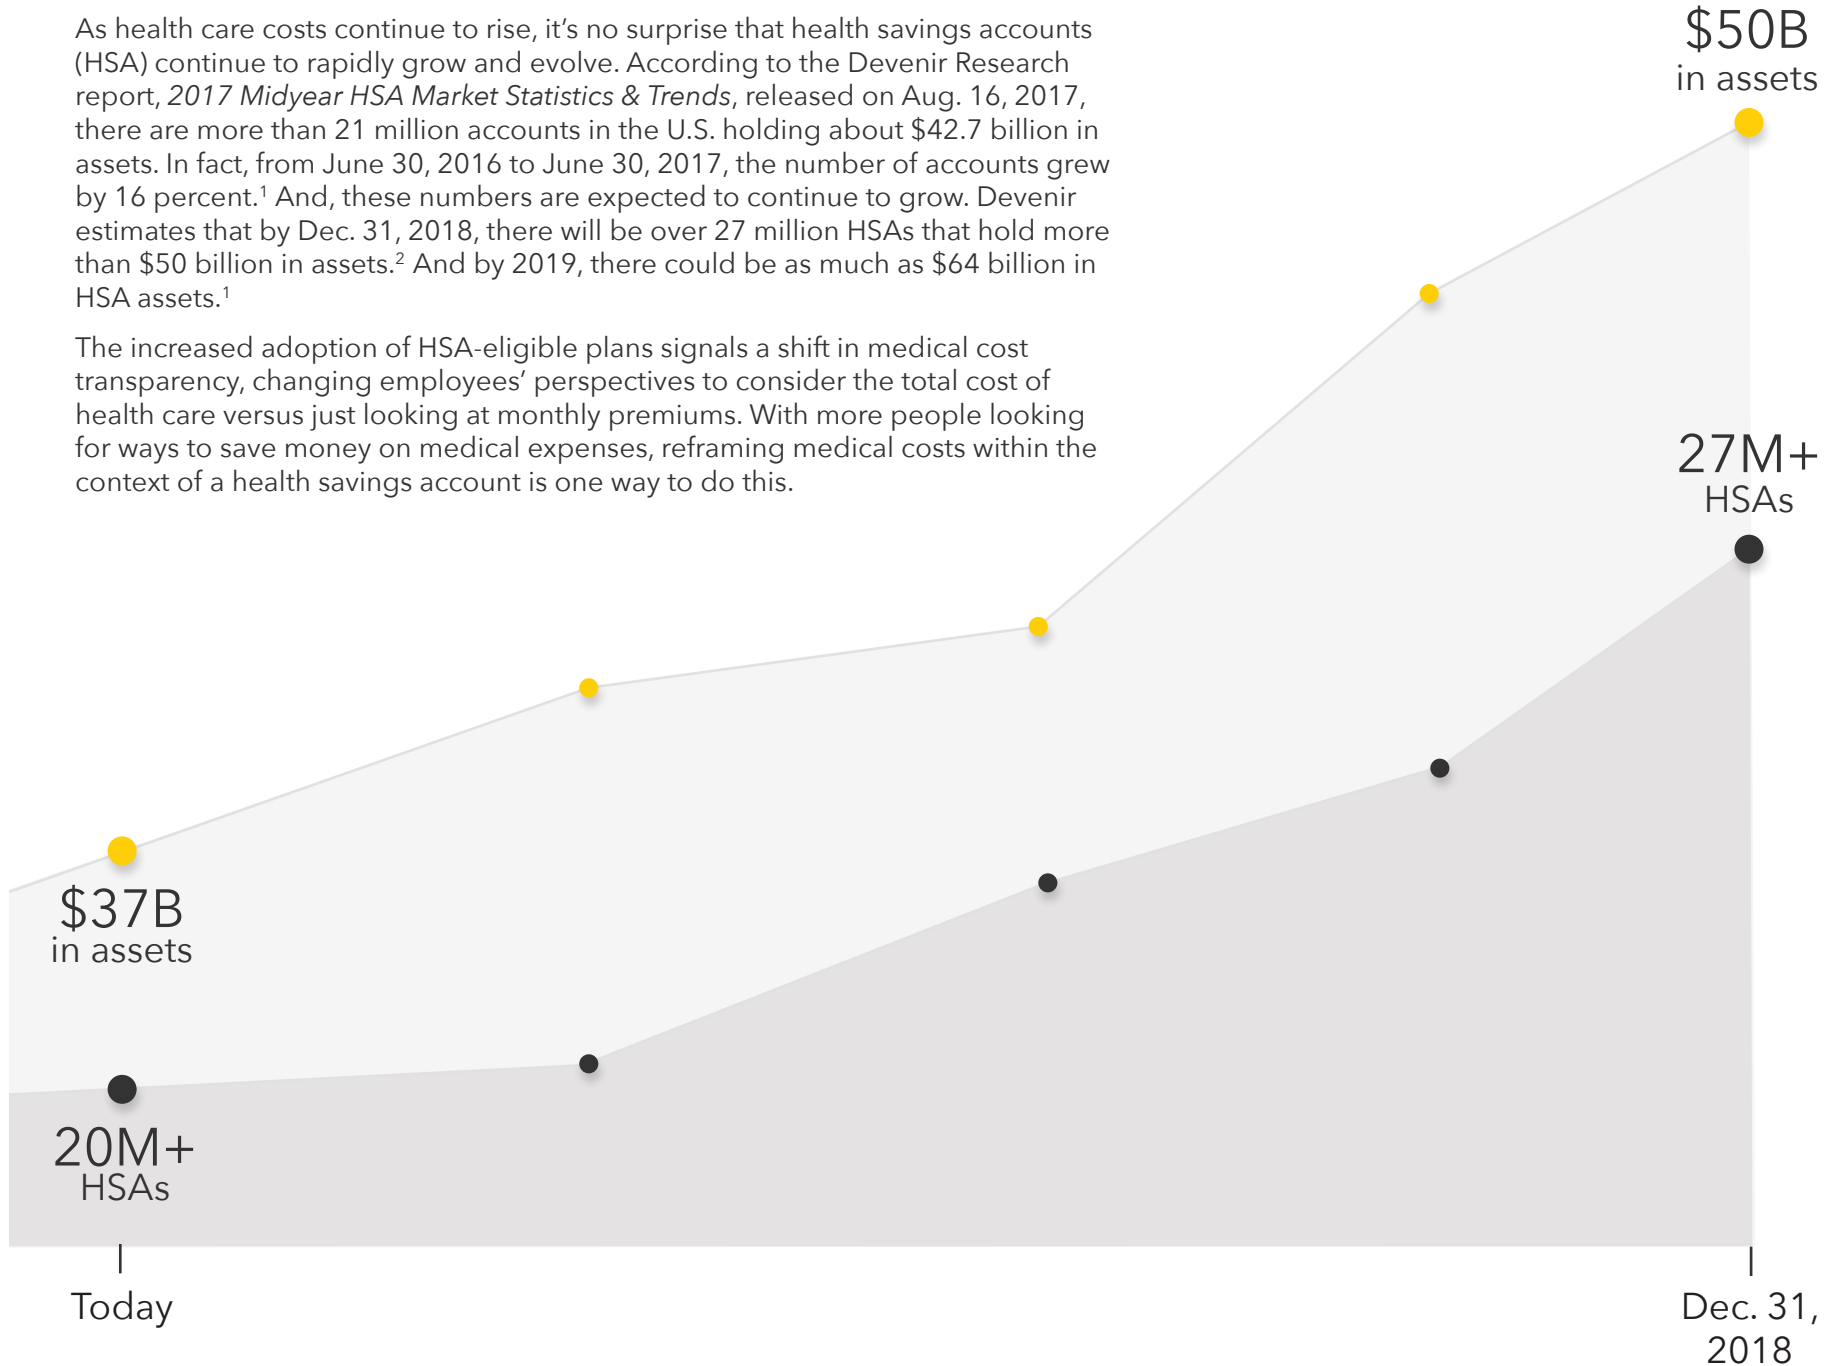 As health care costs continue to rise, it’s no surprise that health savings accounts
(HSA) continue to rapidly grow and evolve. According to the Devenir Research
report, 2017 Midyear HSA Market Statistics & Trends, released on Aug. 16, 2017,
there are more than 21 million accounts in the U.S. holding about $42.7 billion in
assets. In fact, from June 30, 2016 to June 30, 2017, the number of accounts grew
by 16 percent.¹ And, these numbers are expected to continue to grow. Devenir
estimates that by Dec. 31, 2018, there will be over 27 million HSAs that hold more
than $50 billion in assets.² And by 2019, there could be as much as $64 billion in
HSA assets.¹
The increased adoption of HSA-eligible plans signals a shift in medical cost
transparency, changing employees’ perspectives to consider the total cost of
health care versus just looking at monthly premiums. With more people looking
for ways to save money on medical expenses, reframing medical costs within the
context of a health savings account is one way to do this.
$50B
in assets
27M+
HSAs
$37B
in assets
20M+
HSAs
Today
Dec. 31,
2018